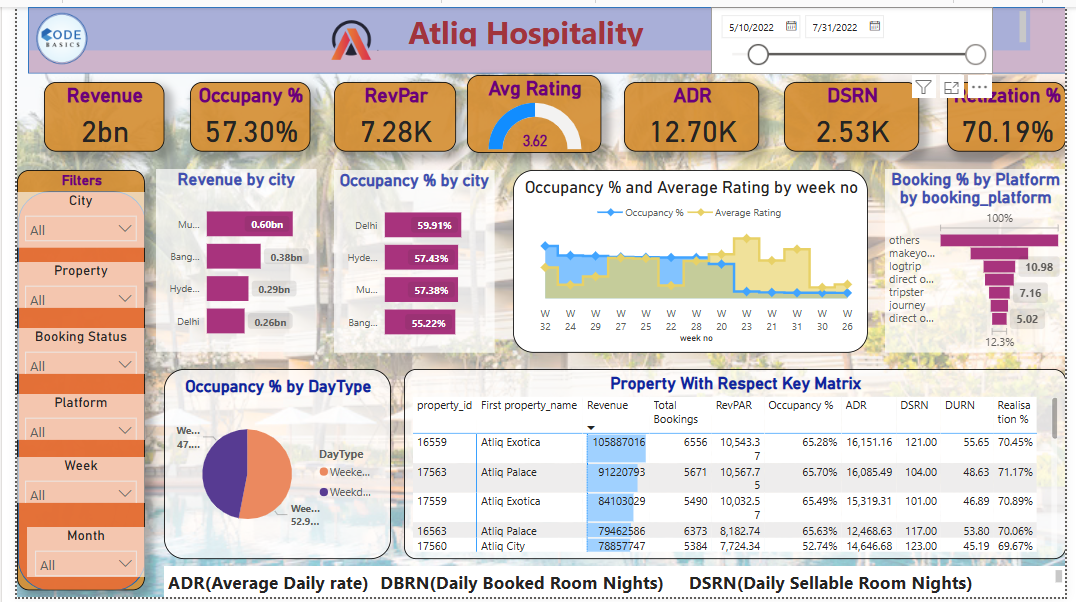 CODE
BASICS
Atliq Hospitality
5/10/2022
7/31/2022
Revenue
2bn
Occupany %
57.30%
RevPar
7.28K
Avg Rating
3.62
ADR
12.70K
DSRN
2.53K
%
70.19%
Filters
City
All
Property
All
Booking Status
All
Platform
All
Week
All
Month
All
Revenue by city
Mu... 0.60bn
Bang... 0.38bn
Hyde... 0.29bn
Delhi 0.26bn
Occupancy % by city
Delhi 59.91%
Hyde... 57.43%
Mu... 57.38%
Bang... 55.22%
Occupancy % and Average Rating by week no
Occupancy % Average Rating
W W W W W W W W W W W W
32 24 29 27 25 22 28 20 23 21 31 30 26
week no
Booking % by Platform
by booking_platform
100%
others
makeyo...
logtrip 10.98
direct o...
tripster 7.16
journey
direct o... 5.02
12.3%
Occupancy % by DayType
We...
47....
DayType
Weeke...
Weekd...
Wee...
52.9...
Property With Respect Key Matrix
property_id First property_name Revenue Total Bookings RevPAR Occupancy % ADR DSRN DURN Realisation %
16559 Atliq Exotica 105887016 6556 10,543.37 65.28% 16,151.16 121.00 55.65 70.45%
17563 Atliq Palace 91220793 5671 10,567.75 65.70% 16,085.49 104.00 48.63 71.17%
17559 Atliq Exotica 84103029 5490 10,032.57 65.49% 15,319.31 101.00 46.89 70.89%
16563 Atliq Palace 79462586 6373 8,182.74 65.63% 12,468.63 117.00 53.80 70.06%
17560 Atliq City 78857747 5384 7,724.34 52.74% 14,646.68 123.00 45.19 69.67%
ADR(Average Daily rate) DBRN(Daily Booked Room Nights) DSRN(Daily Sellable Room Nights)